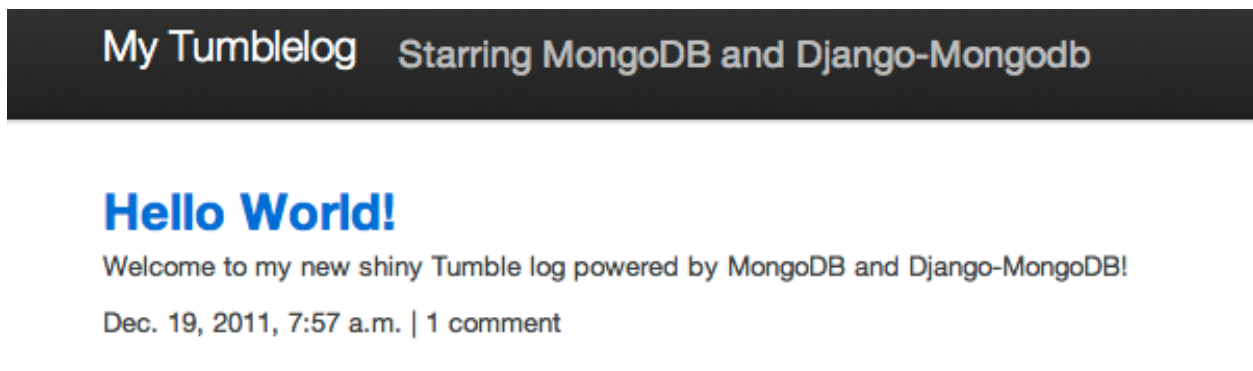 My Tumblelog Starring MongoDB and Django-Mongodb
Hello World!
Welcome to my new shiny Tumble log powered by MongoDB and Django-MongoDB!
Dec. 19, 2011, 7:57 a.m. | 1 comment